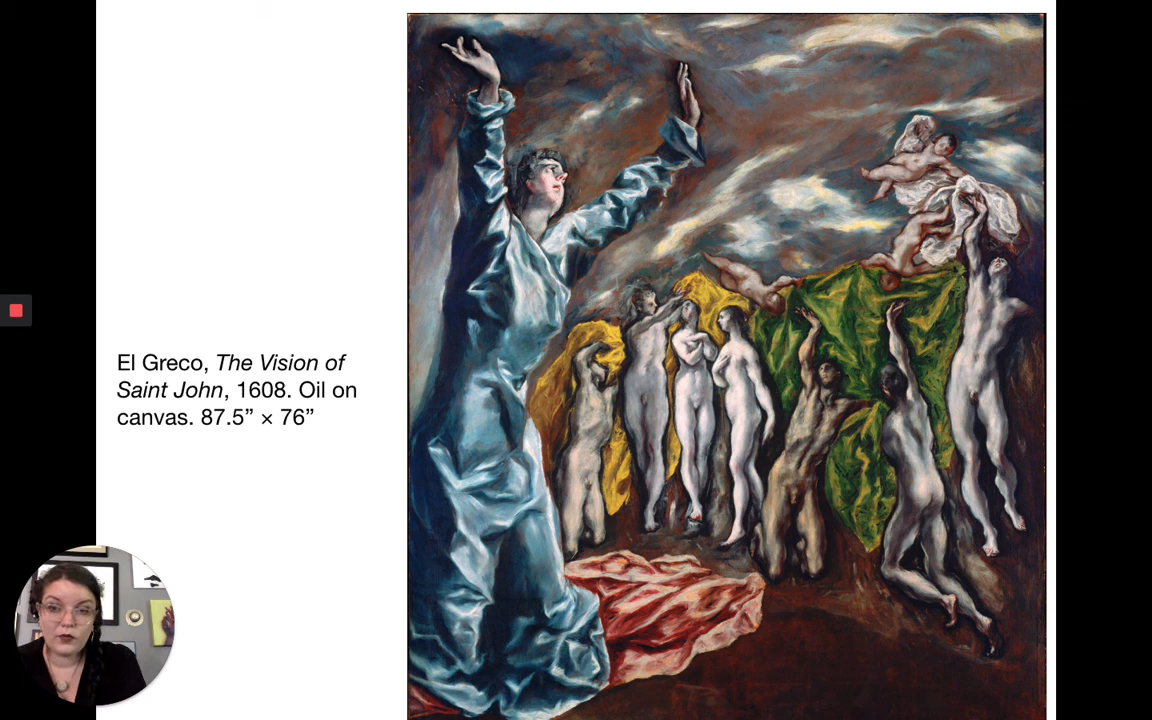 El Greco, The Vision of
Saint John, 1608. Oil on
canvas. 87.5” × 76”